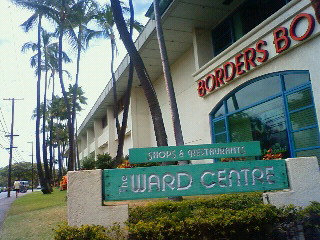 BORDERS BO
SHOPS & RESTAURANTS
THE WARD CENTRE